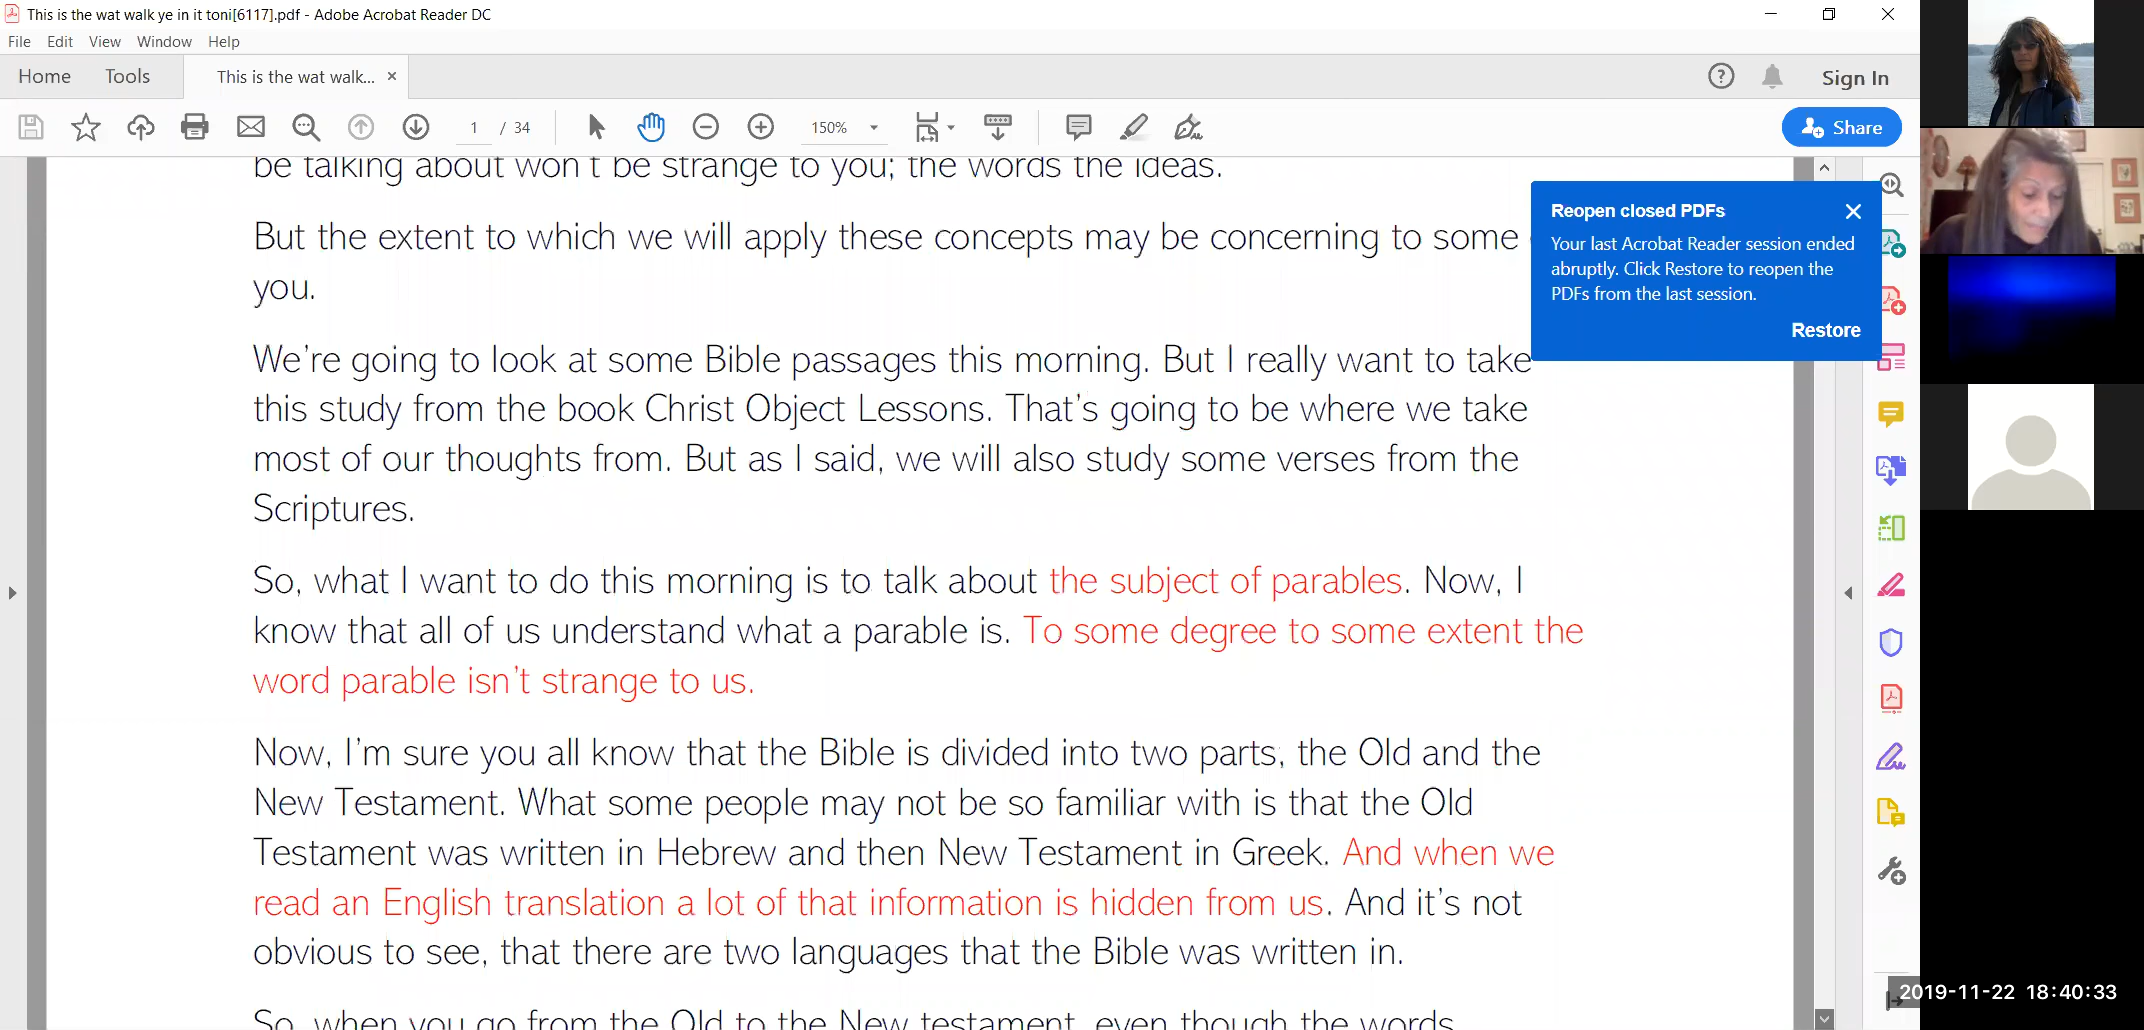 This is the wat walk ye in it toni[6117].pdf - Adobe Acrobat Reader DC
File Edit View Window Help
Home Tools This is the wat walk... × Sign In
1 / 34 150% Share
be talking about won't be strange to you; the words the ideas.
But the extent to which we will apply these concepts may be concerning to some
you.
We're going to look at some Bible passages this morning. But I really want to take
this study from the book Christ Object Lessons. That's going to be where we take
most of our thoughts from. But as I said, we will also study some verses from the
Scriptures.
So, what I want to do this morning is to talk about the subject of parables. Now, I
know that all of us understand what a parable is. To some degree to some extent the
word parable isn't strange to us.
Now, I'm sure you all know that the Bible is divided into two parts, the Old and the
New Testament. What some people may not be so familiar with is that the Old
Testament was written in Hebrew and then New Testament in Greek. And when we
read an English translation a lot of that information is hidden from us. And it's not
obvious to see, that there are two languages that the Bible was written in.
So, when you go from the Old to the New testament, even though the words
Reopen closed PDFs
Your last Acrobat Reader session ended
abruptly. Click Restore to reopen the
PDFs from the last session.
Restore
2019-11-22 18:40:33